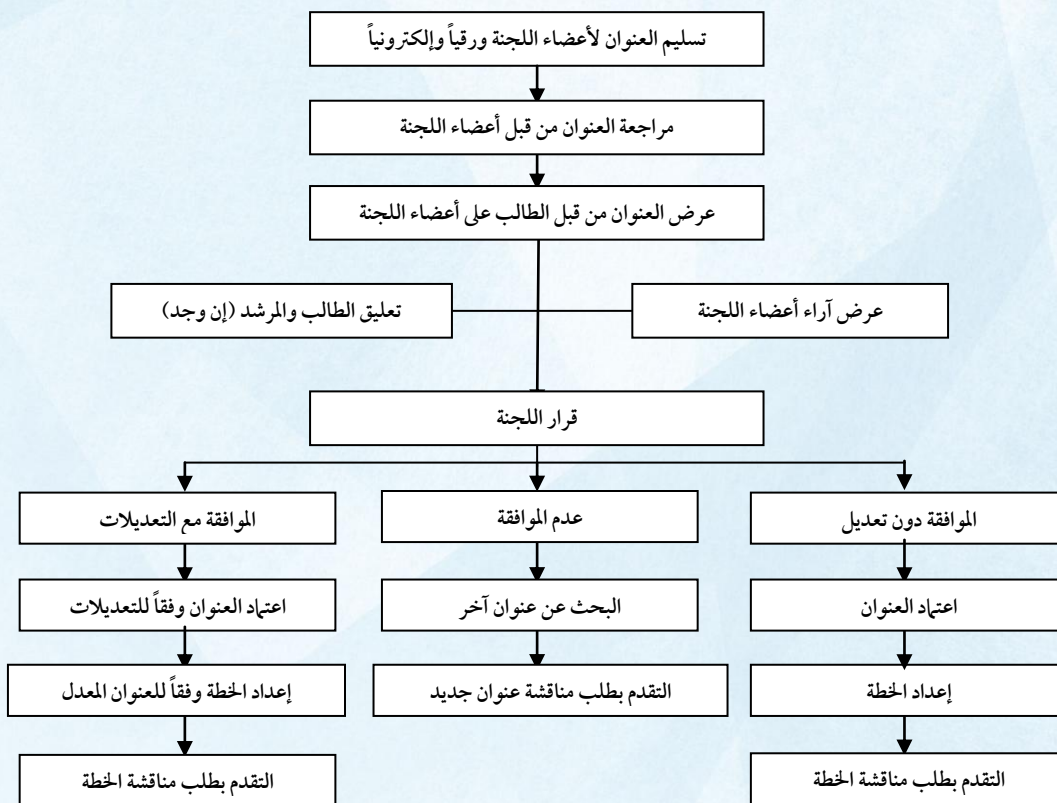 تسليم العنوان لأعضاء اللجنة ورقياً وإلكترونياً
مراجعة العنوان من قبل أعضاء اللجنة
عرض العنوان من قبل الطالب على أعضاء اللجنة
عرض آراء أعضاء اللجنة
تعليق الطالب والمرشد (إن وجد)
قرار اللجنة
الموافقة دون تعديل
عدم الموافقة
الموافقة مع التعديلات
اعتماد العنوان
البحث عن عنوان آخر
اعتماد العنوان وفقاً للتعديلات
إعداد الخطة
التقدم بطلب مناقشة عنوان جديد
إعداد الخطة وفقاً للعنوان المعدل
التقدم بطلب مناقشة الخطة
التقدم بطلب مناقشة الخطة